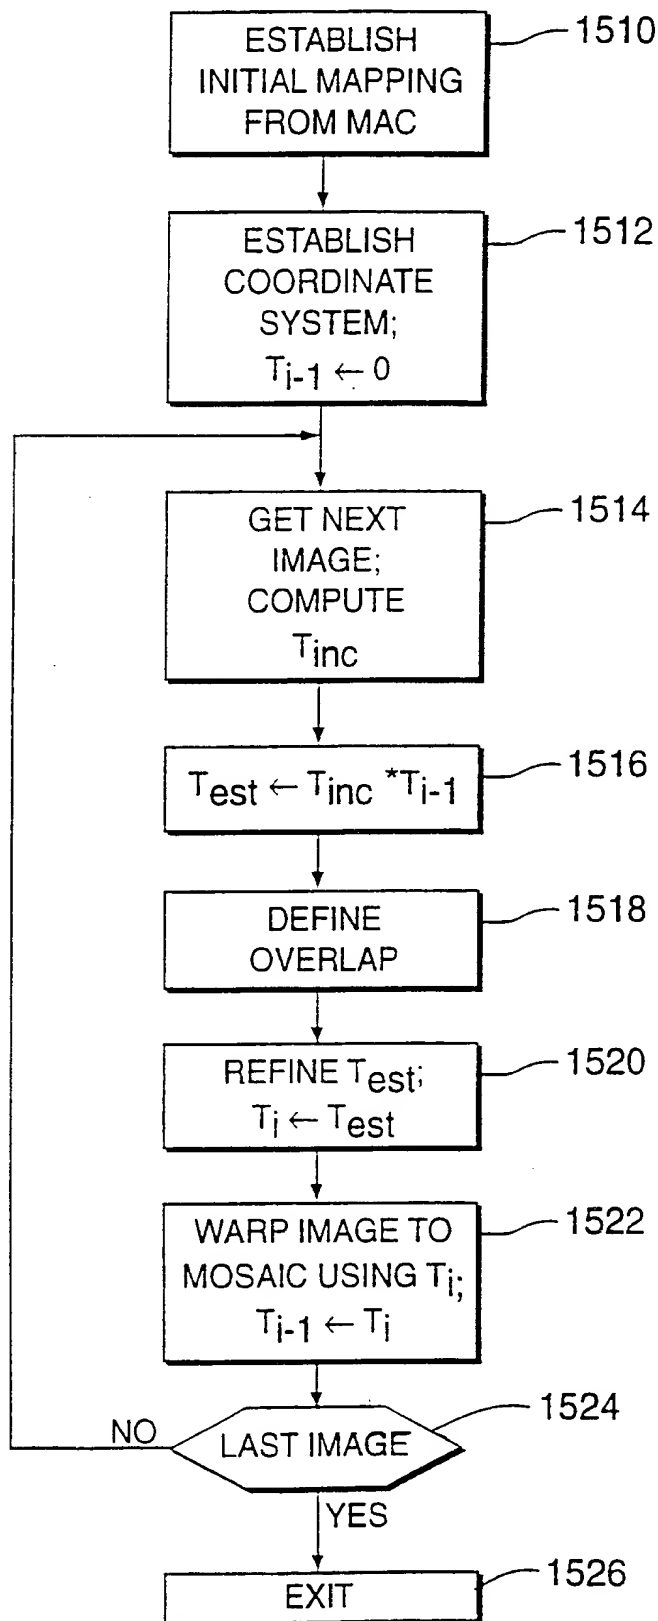 ESTABLISH
INITIAL MAPPING
FROM MAC
1510
ESTABLISH
COORDINATE
SYSTEM;
Ti-1 ← 0
1512
GET NEXT
IMAGE;
COMPUTE
Tinc
1514
Test ← Tinc *Ti-1
1516
DEFINE
OVERLAP
1518
REFINE Test;
Ti ← Test
1520
WARP IMAGE TO
MOSAIC USING Ti;
Ti-1 ← Ti
1522
LAST IMAGE
1524
NO
YES
EXIT
1526